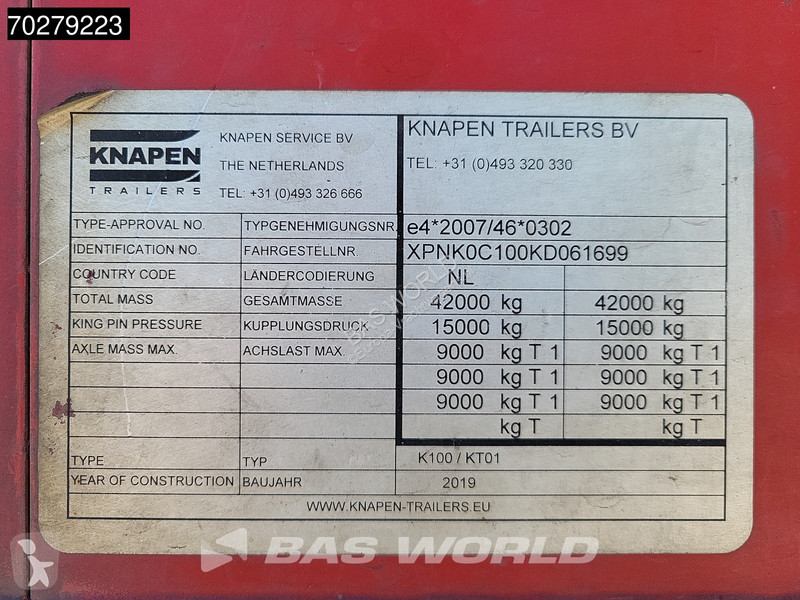 70279223
KNAPEN
TRAILERS
KNAPEN SERVICE BV
THE NETHERLANDS
TEL: +31 (0)493 326 666
KNAPEN TRAILERS BV
TEL: +31 (0)493 320 330
TYPE-APPROVAL NO. TYPGENEHMIGUNGSNR. e4*2007/46*0302
IDENTIFICATION NO. FAHRGESTELLNR. XPNK0C100KD061699
COUNTRY CODE LÄNDERCODIERUNG NL
TOTAL MASS GESAMTMASSE 42000 kg 42000 kg
KING PIN PRESSURE KUPPLUNGSDRUCK 15000 kg 15000 kg
AXLE MASS MAX. ACHSLAST MAX. 9000 kg T 1 9000 kg T 1
9000 kg T 1 9000 kg T 1
9000 kg T 1 9000 kg T 1
kg T kg T
TYPE TYP K100 / KT01
YEAR OF CONSTRUCTION BAUJAHR 2019
WWW.KNAPEN-TRAILERS.EU
BAS WORLD